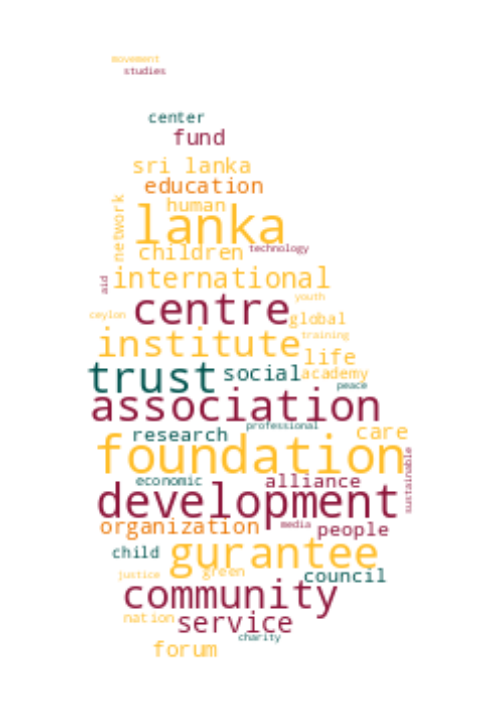 movement
studies
center
fund
sri lanka
education
human
network
lanka
children
technology
aid
international
youth
centre
ceylon
global
institute
training
life
trust
social
academy
peace
association
professional
research
care
foundation
sustainable
economic
alliance
development
organization
media
people
child
gurantee
justice
green
council
community
nation
service
charity
forum